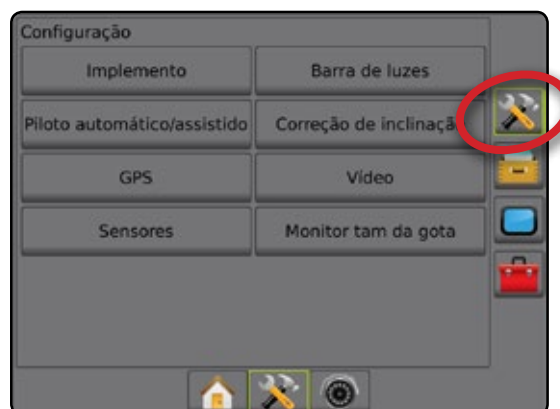 Configuração
Implemento
Barra de luzes
Piloto automático/assistido
Correção de inclinaçã
GPS
Vídeo
Sensores
Monitor tam da gota